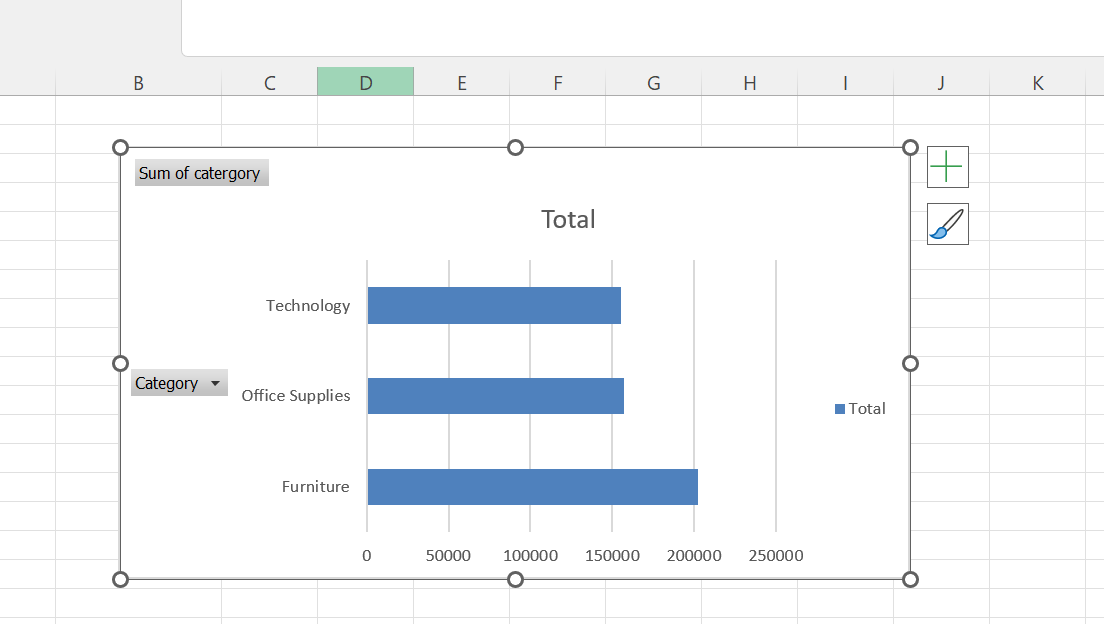 B C D E F G H I J K
Sum of catergory
Total
Technology
Category
Office Supplies
Total
Furniture
0 50000 100000 150000 200000 250000